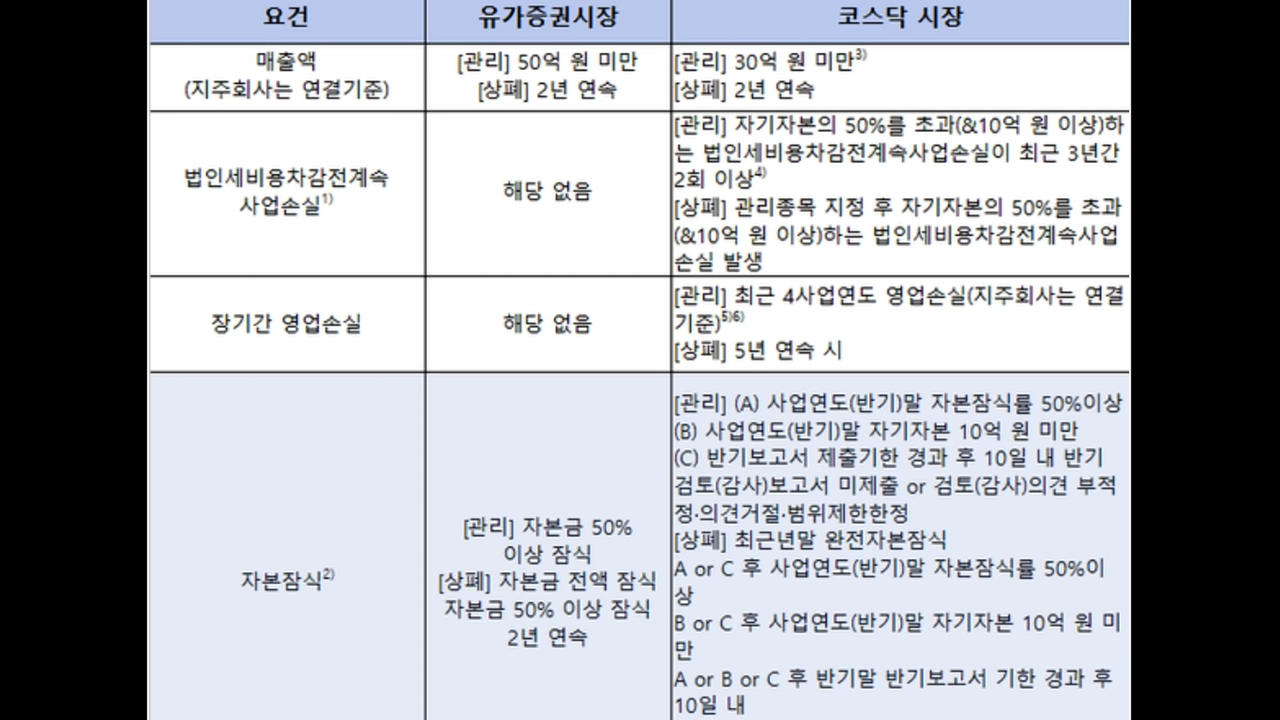 요건
유가증권시장
코스닥 시장
매출액
(지주회사는 연결기준)
[관리] 50억 원 미만
[상폐] 2년 연속
[관리] 30억 원 미만3)
[상폐] 2년 연속
법인세비용차감전계속
사업손실1)
해당 없음
[관리] 자기자본의 50%를 초과(&10억 원 이상)하
는 법인세비용차감전계속사업손실이 최근 3년간
2회 이상4)
[상폐] 관리종목 지정 후 자기자본의 50%를 초과
(&10억 원 이상)하는 법인세비용차감전계속사업
손실 발생
장기간 영업손실
해당 없음
[관리] 최근 4사업연도 영업손실(지주회사는 연결
기준)5)6)
[상폐] 5년 연속 시
자본잠식2)
[관리] 자본금 50%
이상 잠식
[상폐] 자본금 전액 잠식
자본금 50% 이상 잠식
2년 연속
[관리] (A) 사업연도(반기)말 자본잠식률 50%이상
(B) 사업연도(반기)말 자기자본 10억 원 미만
(C) 반기보고서 제출기한 경과 후 10일 내 반기
검토(감사)보고서 미제출 or 검토(감사)의견 부적
정·의견거절·범위제한한정
[상폐] 최근년말 완전자본잠식
A or C 후 사업연도(반기)말 자본잠식률 50%이
상
B or C 후 사업연도(반기)말 자기자본 10억 원 미
만
A or B or C 후 반기말 반기보고서 기한 경과 후
10일 내